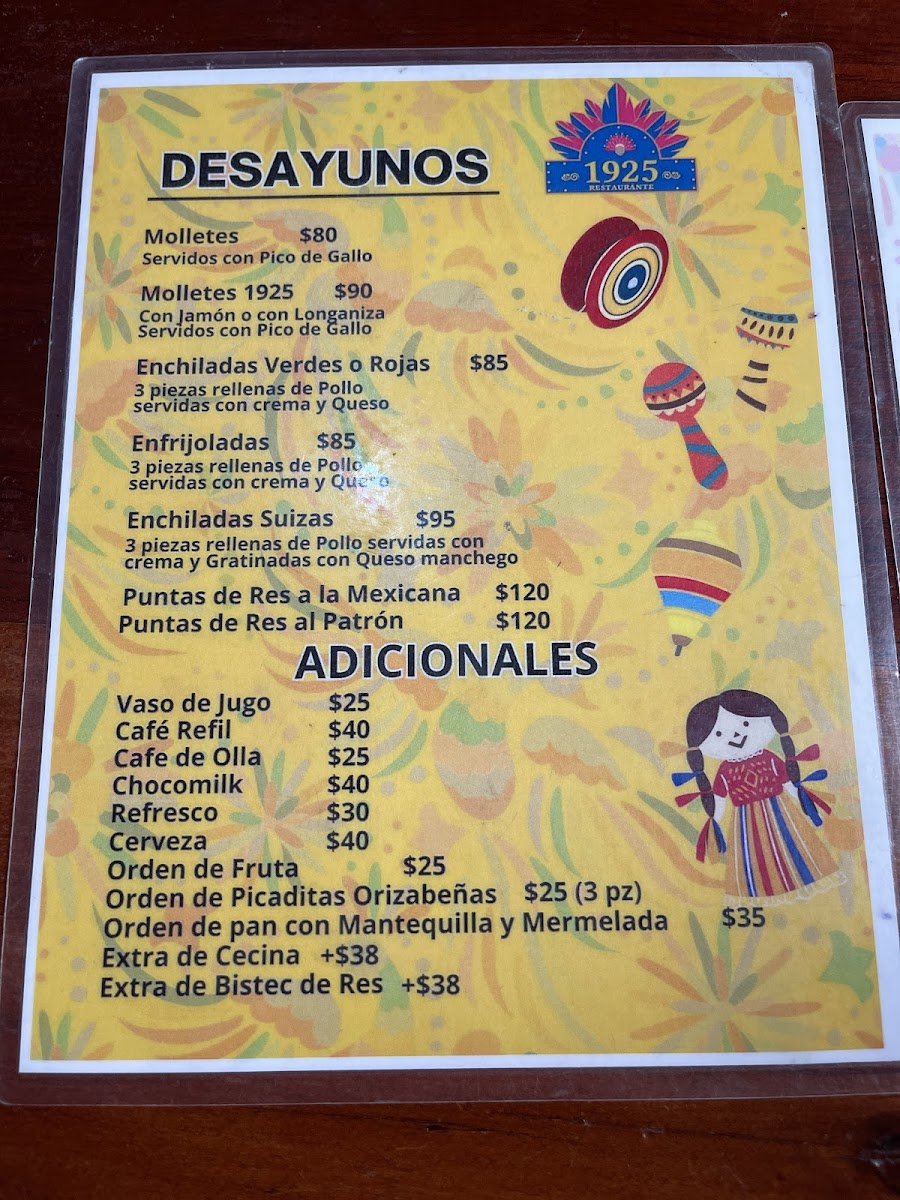 1925
RESTAURANTE
DESAYUNOS
Molletes $80
Servidos con Pico de Gallo
Molletes 1925 $90
Con Jamón o con Longaniza
Servidos con Pico de Gallo
Enchiladas Verdes o Rojas $85
3 piezas rellenas de Pollo
servidas con crema y Queso
Enfrijoladas $85
3 piezas rellenas de Pollo
servidas con crema y Queso
Enchiladas Suizas $95
3 piezas rellenas de Pollo servidas con
crema y Gratinadas con Queso manchego
Puntas de Res a la Mexicana $120
Puntas de Res al Patrón $120
ADICIONALES
Vaso de Jugo $25
Café Refil $40
Cafe de Olla $25
Chocomilk $40
Refresco $30
Cerveza $40
Orden de Fruta $25
Orden de Picaditas Orizabeñas $25 (3 pz)
Orden de pan con Mantequilla y Mermelada $35
Extra de Cecina +$38
Extra de Bistec de Res +$38